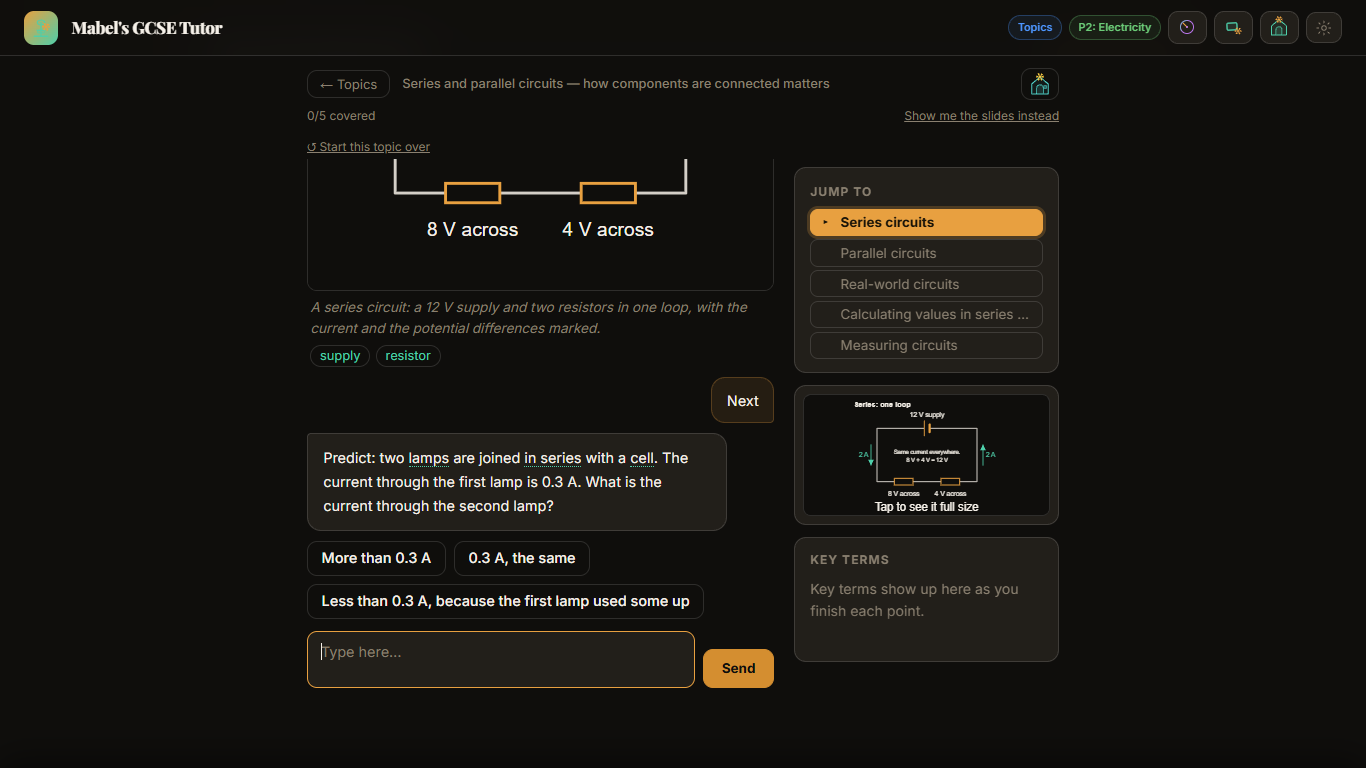 Mabel's GCSE Tutor
Topics
P2: Electricity
← Topics
Series and parallel circuits — how components are connected matters
0/5 covered
Show me the slides instead
↺ Start this topic over
8 V across
4 V across
A series circuit: a 12 V supply and two resistors in one loop, with the
current and the potential differences marked.
supply
resistor
Next
Predict: two lamps are joined in series with a cell. The
current through the first lamp is 0.3 A. What is the
current through the second lamp?
More than 0.3 A
0.3 A, the same
Less than 0.3 A, because the first lamp used some up
Type here...
Send
JUMP TO
Series circuits
Parallel circuits
Real-world circuits
Calculating values in series ...
Measuring circuits
Series: one loop
12 V supply
2A
Same current everywhere.
8 V + 4 V = 12 V
2A
8 V across
4 V across
Tap to see it full size
KEY TERMS
Key terms show up here as you
finish each point.